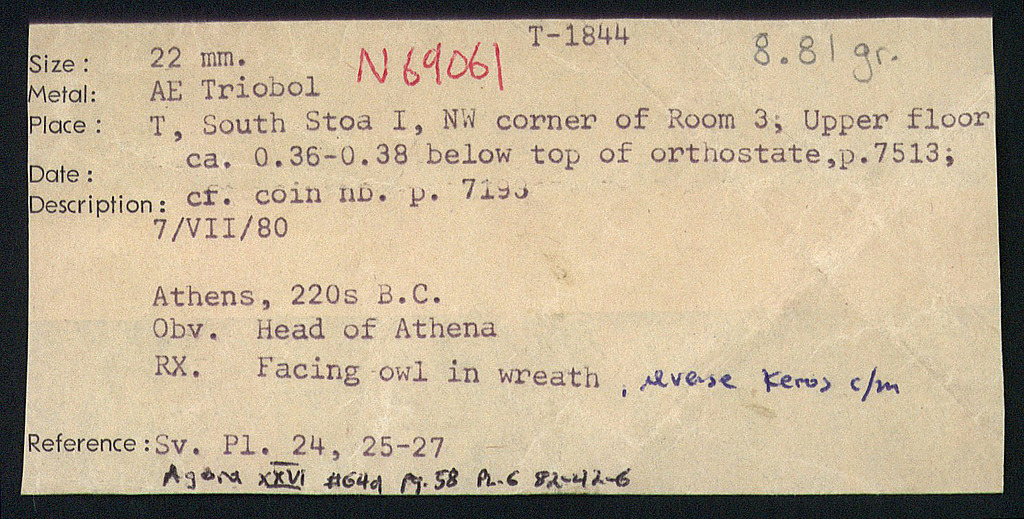 T-1844
Size: 22 mm. N69061 8.81 gr.
Metal: AE Triobol
Place: T, South Stoa I, NW corner of Room 3; Upper floor
ca. 0.36-0.38 below top of orthostate,p.7513;
Date:
Description: cf. coin nb. p. 7193
7/VII/80
Athens, 220s B.C.
Obv. Head of Athena
RX. Facing owl in wreath, reverse Keros c/m
Reference: Sv. Pl. 24, 25-27
Agora XXVI #64d Pg. 58 PL. 6 82-42-6